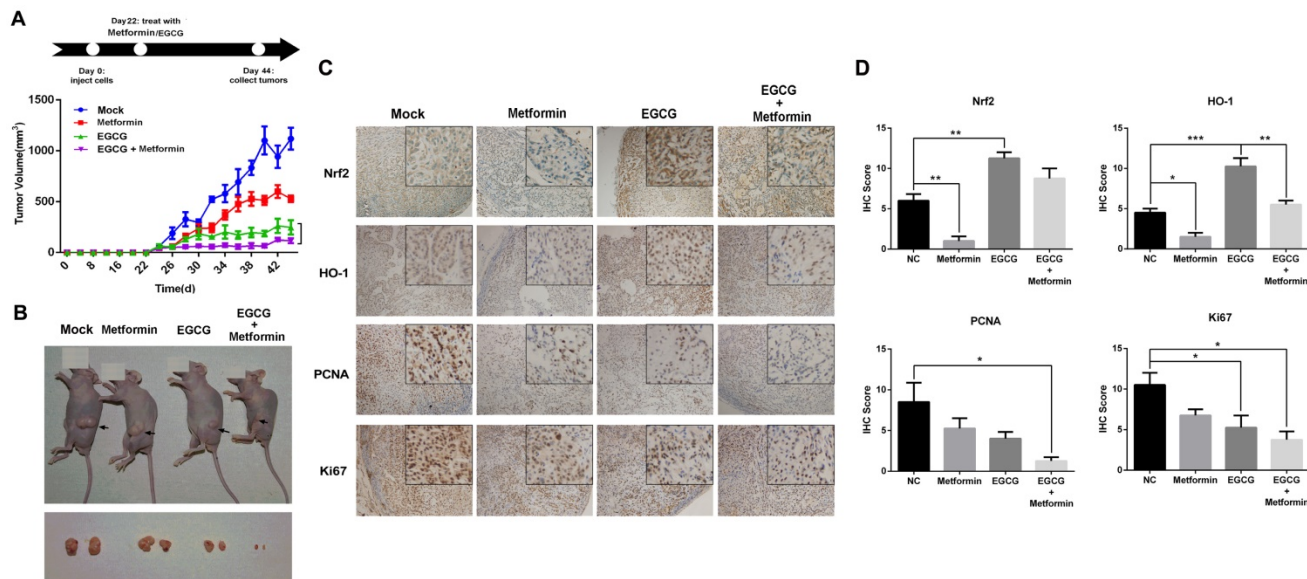 A
Day22: treat with
Metformin/EGCG
Day 0:
inject cells
Day 44:
collect tumors
1500
1000
500
0
Tumor Volume(mm3)
Mock
Metformin
EGCG
EGCG + Metformin
0 8 16 22 26 30 34 38 42
Time(d)
B
Mock Metformin EGCG EGCG
+
Metformin
C
Mock Metformin EGCG EGCG
+
Metformin
Nrf2
HO-1
PCNA
Ki67
D
Nrf2
IHC Score
15
10
5
0
**
**
NC Metformin EGCG EGCG
+
Metformin
HO-1
IHC Score
15
10
5
0
*** **
*
NC Metformin EGCG EGCG
+
Metformin
PCNA
IHC Score
15
10
5
0
*
NC Metformin EGCG EGCG
+
Metformin
Ki67
IHC Score
15
10
5
0
*
*
NC Metformin EGCG EGCG
+
Metformin